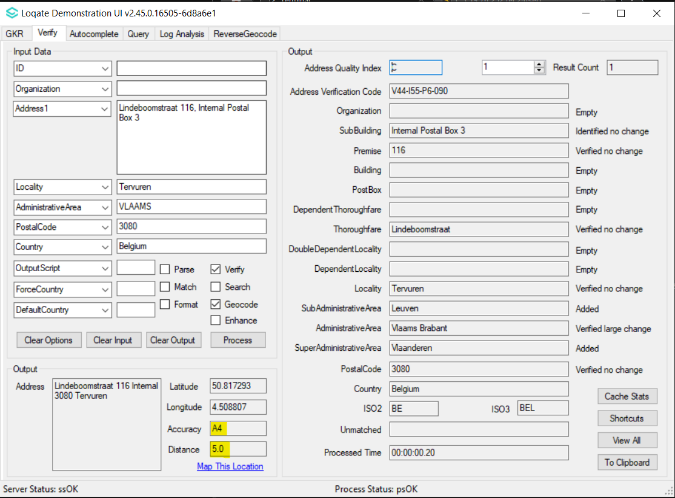 Loqate Demonstration UI v2.45.0.16505-6d8a6e1
GKR Verify Autocomplete Query Log Analysis ReverseGeocode
Input Data
ID
Organization
Address1 Lindeboomstraat 116, Internal Postal
Box 3
Locality Tervuren
AdministrativeArea VLAAMS
PostalCode 3080
Country Belgium
OutputScript Parse Verify
ForceCountry Match Search
DefaultCountry Format Geocode
Enhance
Clear Options Clear Input Clear Output Process
Output
Address Lindeboomstraat 116 Internal
3080 Tervuren
Latitude 50.817293
Longitude 4.508807
Accuracy A4
Distance 5.0
Map This Location
Output
Address Quality Index 1 Result Count 1
Address Verification Code V44-I55-P6-090
Organization Empty
SubBuilding Internal Postal Box 3 Identified no change
Premise 116 Verified no change
Building Empty
PostBox Empty
DependentThoroughfare Empty
Thoroughfare Lindeboomstraat Verified no change
DoubleDependentLocality Empty
DependentLocality Empty
Locality Tervuren Verified no change
SubAdministrativeArea Leuven Added
AdministrativeArea Vlaams Brabant Verified large change
SuperAdministrativeArea Vlaanderen Added
PostalCode 3080 Verified no change
Country Belgium
ISO2 BE ISO3 BEL
Unmatched
Processed Time 00:00:00.20
Cache Stats
Shortcuts
View All
To Clipboard
Server Status: ssOK Process Status: psOK